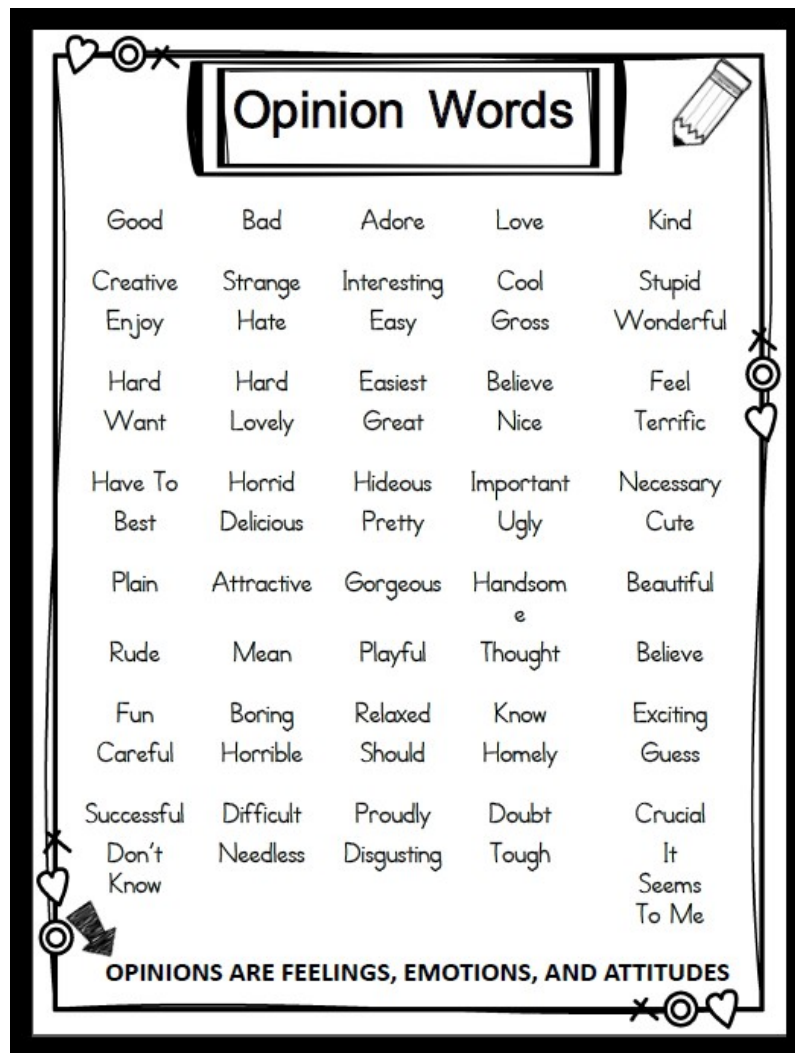 Opinion Words
Good Bad Adore Love Kind
Creative Strange Interesting Cool Stupid
Enjoy Hate Easy Gross Wonderful
Hard Hard Easiest Believe Feel
Want Lovely Great Nice Terrific
Have To Horrid Hideous Important Necessary
Best Delicious Pretty Ugly Cute
Plain Attractive Gorgeous Handsom Beautiful
e
Rude Mean Playful Thought Believe
Fun Boring Relaxed Know Exciting
Careful Horrible Should Homely Guess
Successful Difficult Proudly Doubt Crucial
Don't Needless Disgusting Tough It
Know Seems
To Me
OPINIONS ARE FEELINGS, EMOTIONS, AND ATTITUDES